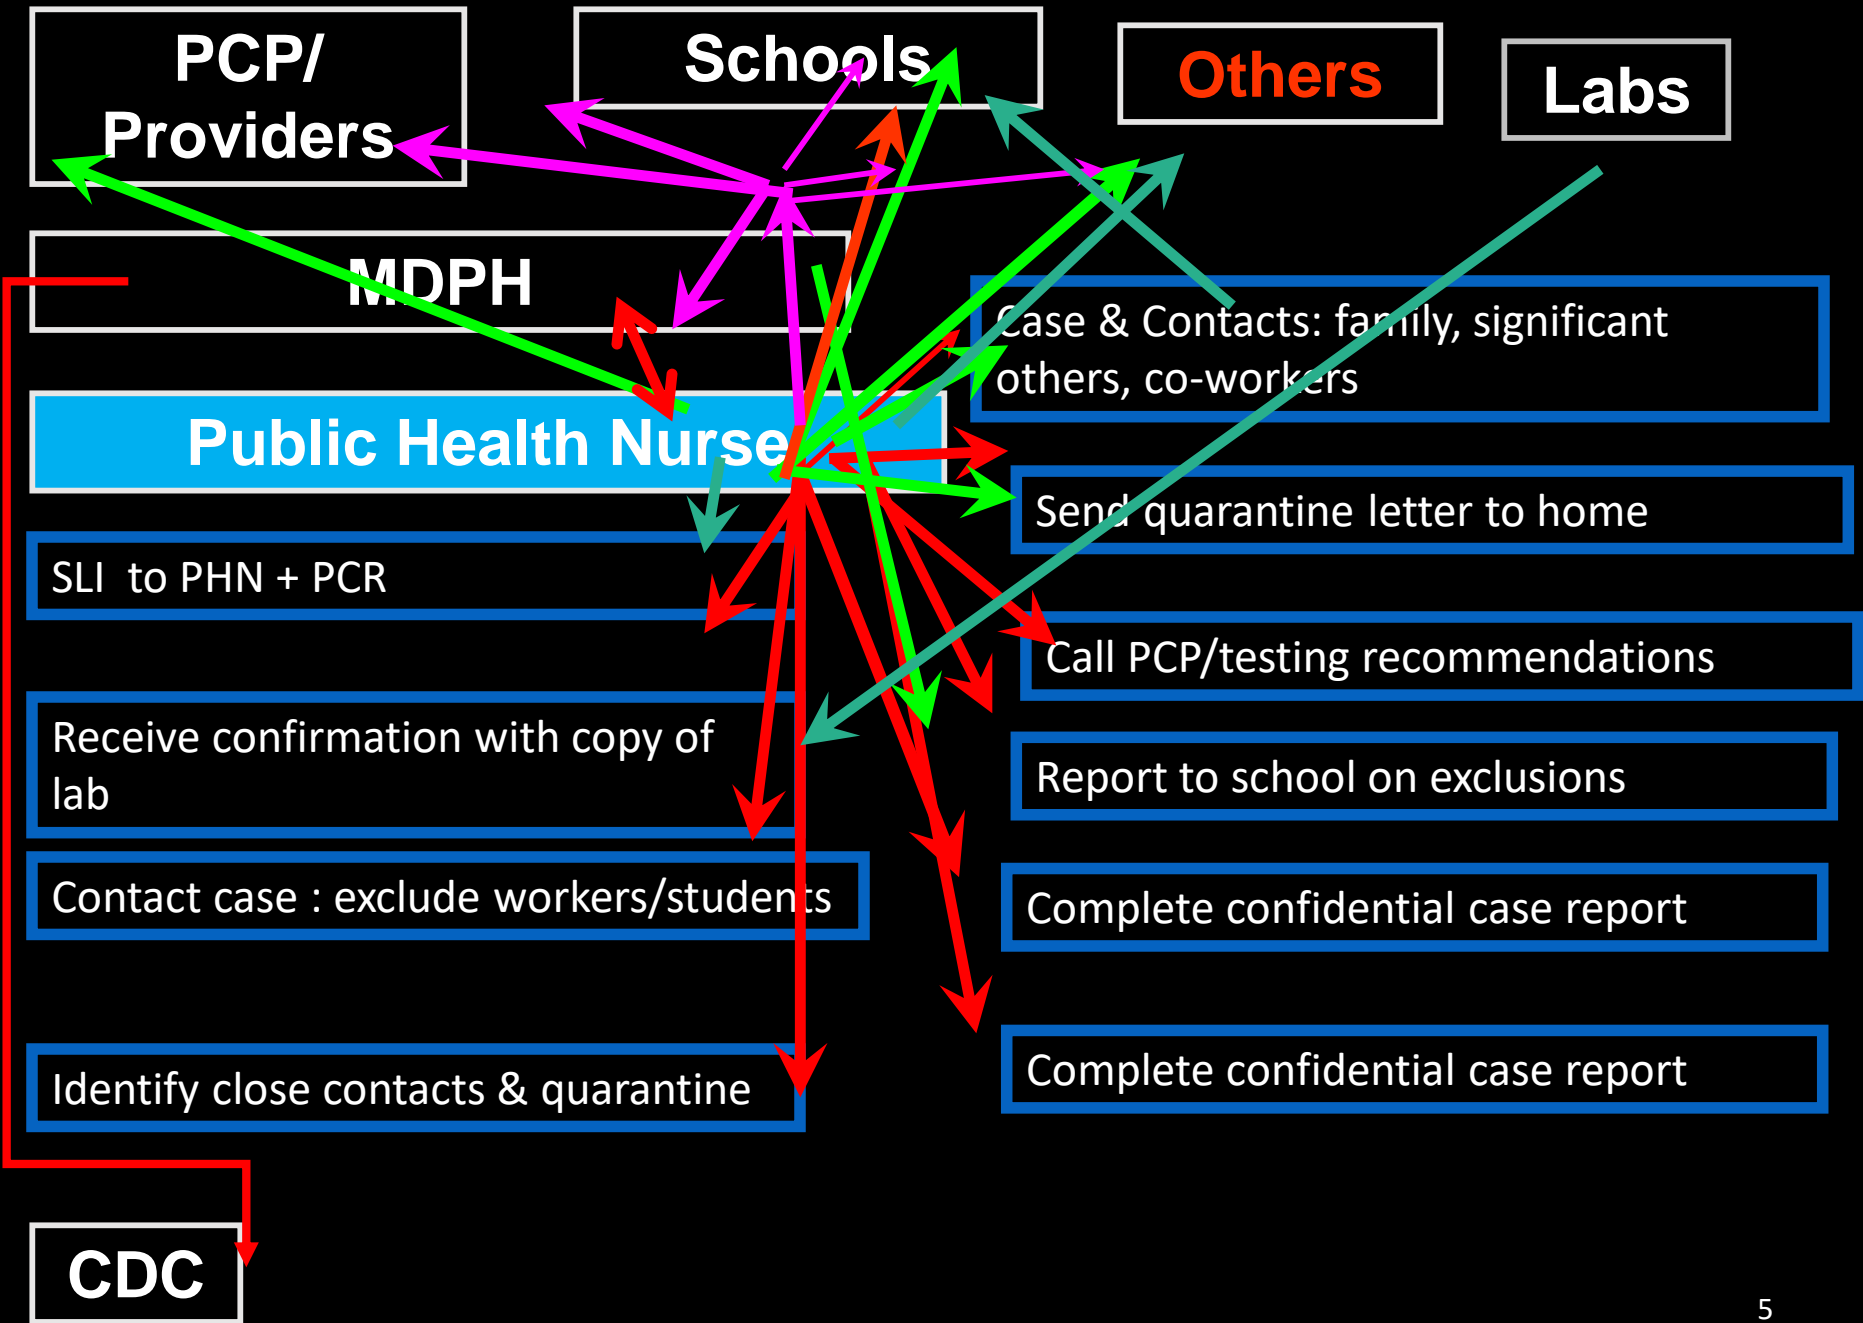 PCP/
Providers
Schools
Others
Labs
MDPH
Case & Contacts: family, significant
others, co-workers
Public Health Nurse
Send quarantine letter to home
SLI  to PHN + PCR
Call PCP/testing recommendations
Receive confirmation with copy of
lab
Report to school on exclusions
Contact case : exclude workers/students
Complete confidential case report
Identify close contacts & quarantine
Complete confidential case report
CDC
5